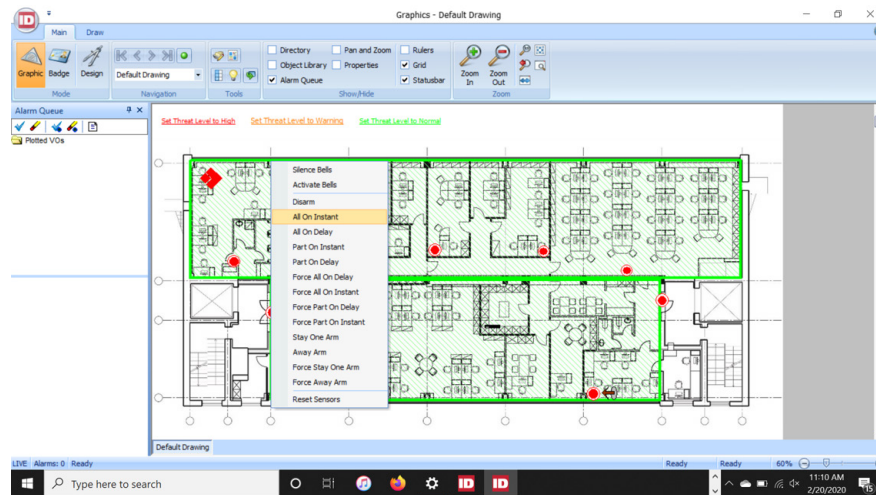 Graphics - Default Drawing
Main Draw
Graphic Badge Design
Mode
Default Drawing
Navigation
Tools
Directory Pan and Zoom Rulers
Object Library Properties Grid
Alarm Queue Statusbar
Show/Hide
Zoom In Zoom Out
Zoom
Alarm Queue
Plotted VOs
Set Threat Level to High Set Threat Level to Warning Set Threat Level to Normal
Silence Bells
Activate Bells
Disarm
All On Instant
All On Delay
Part On Instant
Part On Delay
Force All On Delay
Force All On Instant
Force Part On Delay
Force Part On Instant
Stay One Arm
Away Arm
Force Stay One Arm
Force Away Arm
Reset Sensors
Default Drawing
LIVE Alarms: 0 Ready Ready Ready 60%
Type here to search
ID ID
11:10 AM
2/20/2020
15